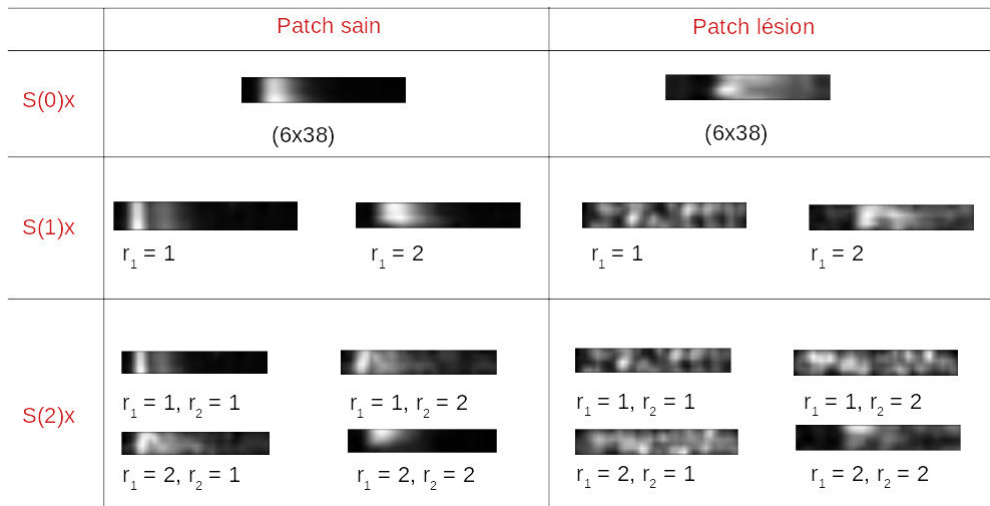 Patch sain Patch lésion
S(0)x
(6x38) (6x38)
S(1)x
r₁ = 1 r₁ = 2 r₁ = 1 r₁ = 2
S(2)x
r₁ = 1, r₂ = 1 r₁ = 1, r₂ = 2 r₁ = 1, r₂ = 1 r₁ = 1, r₂ = 2
r₁ = 2, r₂ = 1 r₁ = 2, r₂ = 2 r₁ = 2, r₂ = 1 r₁ = 2, r₂ = 2